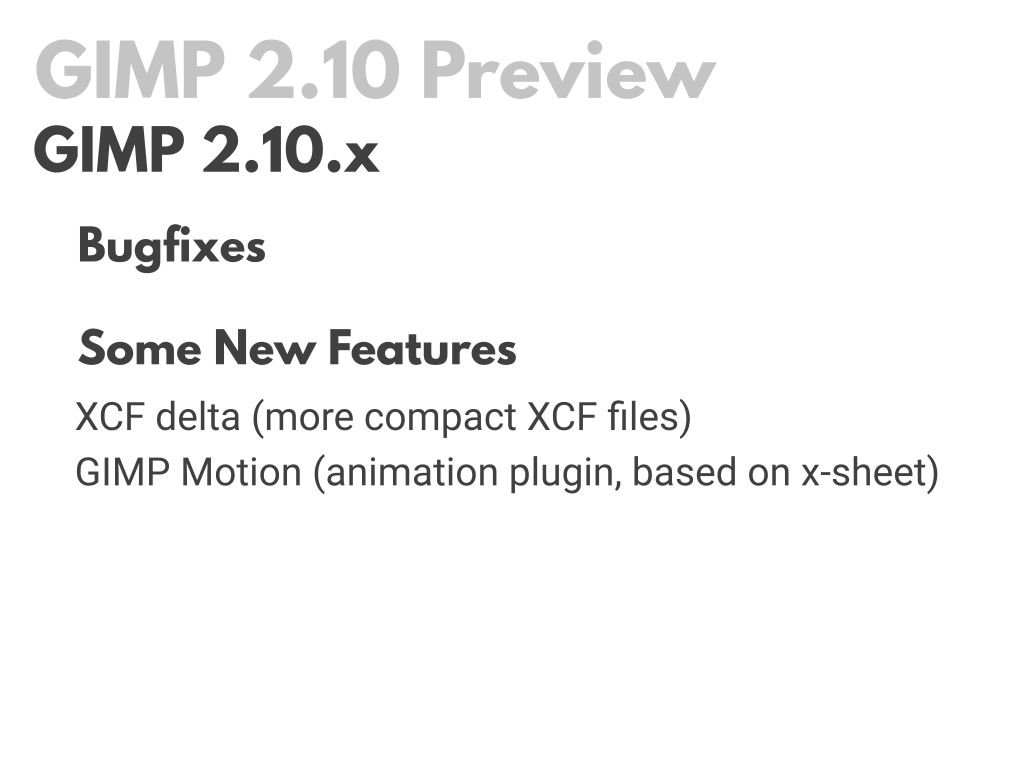 GIMP 2.10 Preview
GIMP 2.10.x
Bugfixes
Some New Features
XCF delta (more compact XCF files)
GIMP Motion (animation plugin, based on x-sheet)